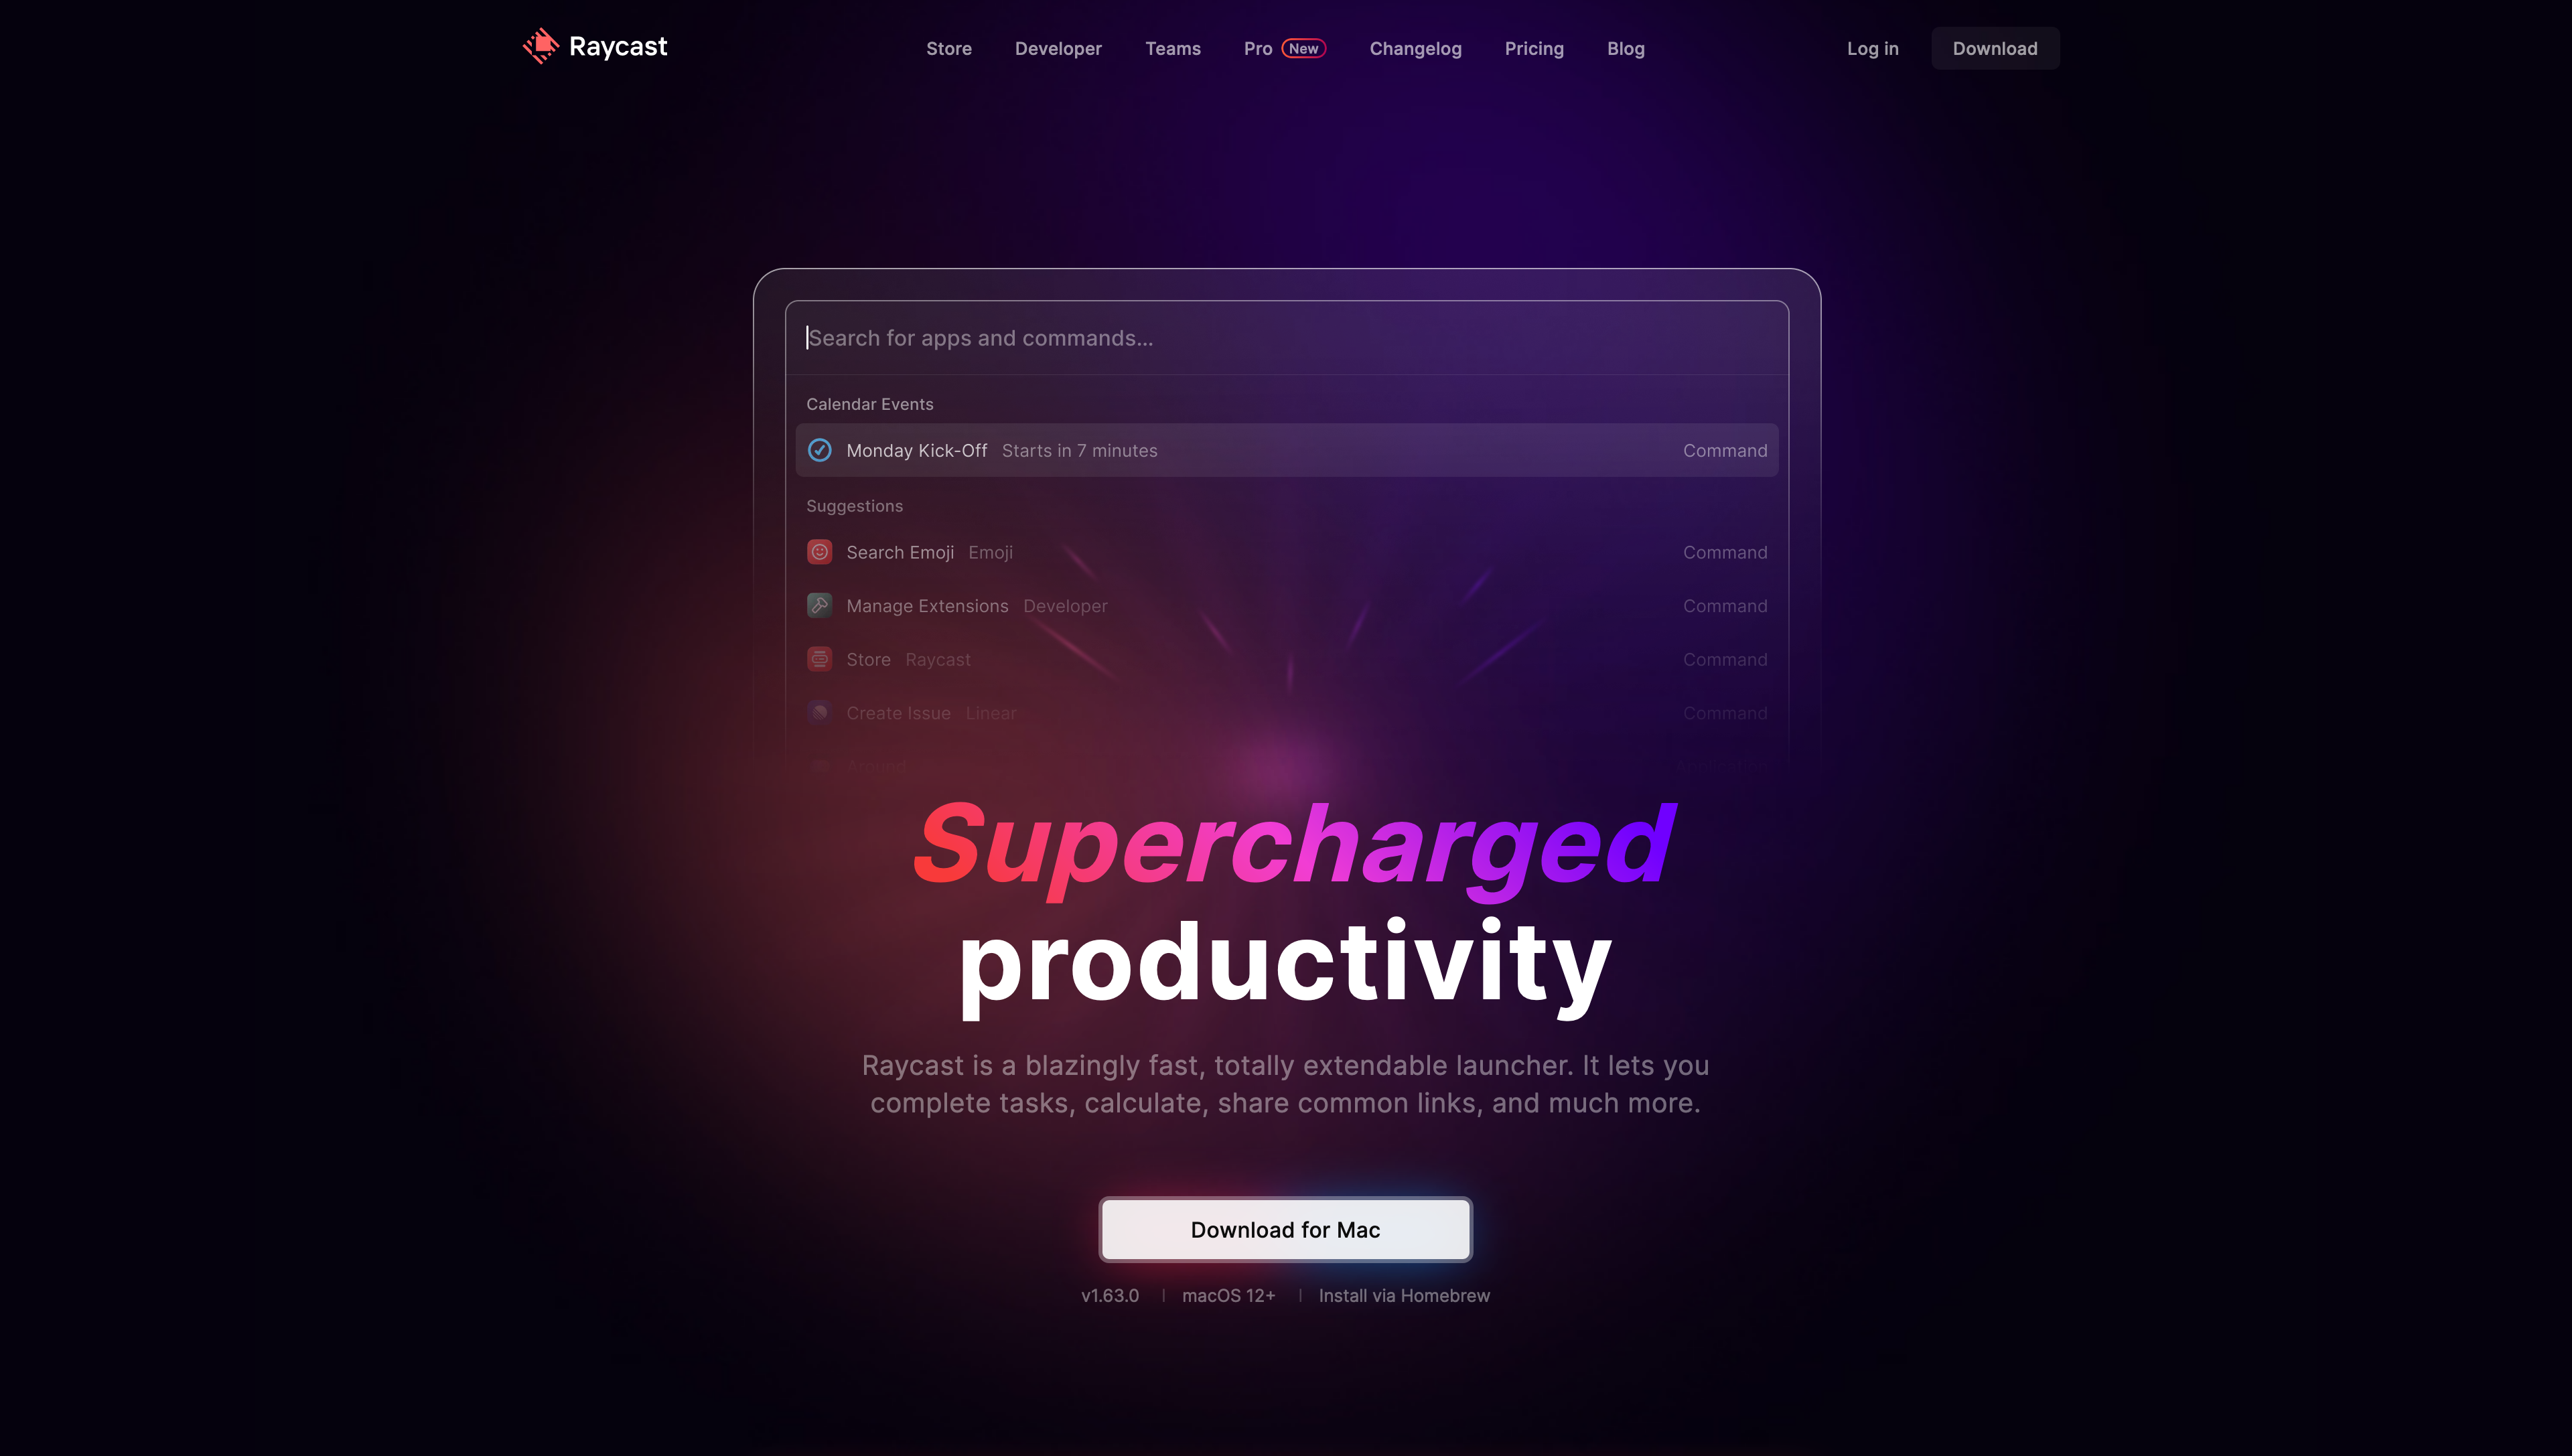 Raycast
Store Developer Teams Pro New Changelog Pricing Blog Log in Download
Search for apps and commands...
Calendar Events
Monday Kick-Off Starts in 7 minutes Command
Suggestions
Search Emoji Emoji Command
Manage Extensions Developer Command
Store Raycast Command
Create Issue Linear Command
Around
Supercharged
productivity
Raycast is a blazingly fast, totally extendable launcher. It lets you
complete tasks, calculate, share common links, and much more.
Download for Mac
v1.63.0 | macOS 12+ | Install via Homebrew